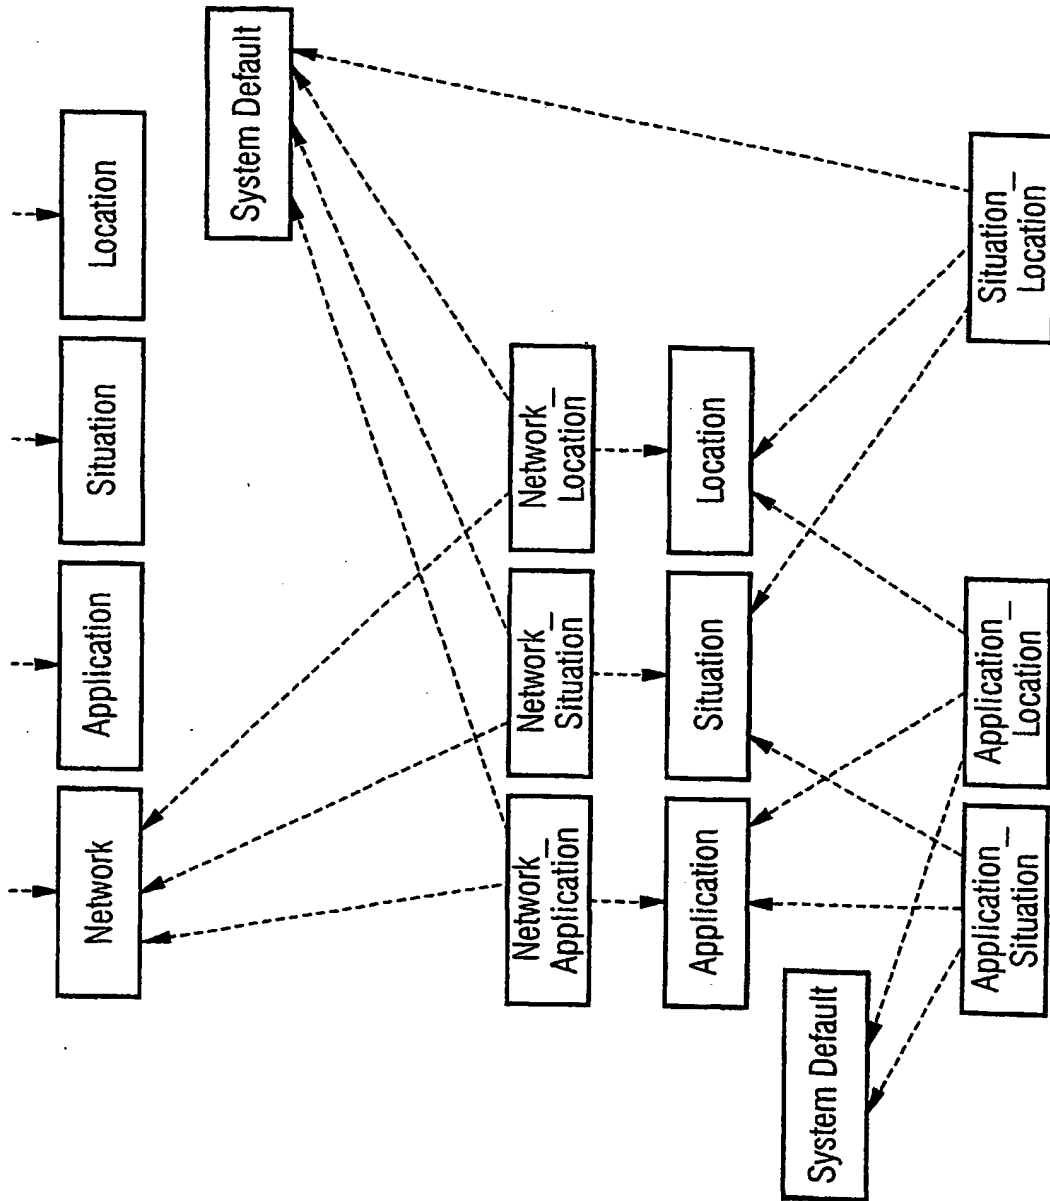 Network
Application
Situation
Location
System Default
Network_
Application
Network_
Situation
Network_
Location
Application
Situation
Location
System Default
Application_
Situation
Application_
Location
Situation_
Location